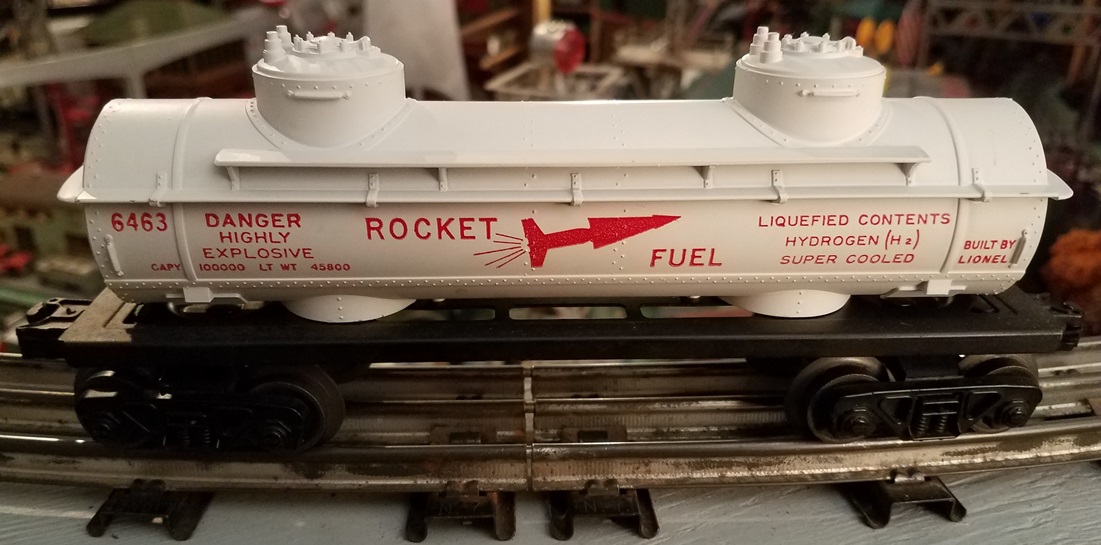 6463
DANGER
HIGHLY
EXPLOSIVE
CAPY 100000 LT WT 45800
ROCKET
FUEL
LIQUEFIED CONTENTS
HYDROGEN (H2)
SUPER COOLED
BUILT BY
LIONEL